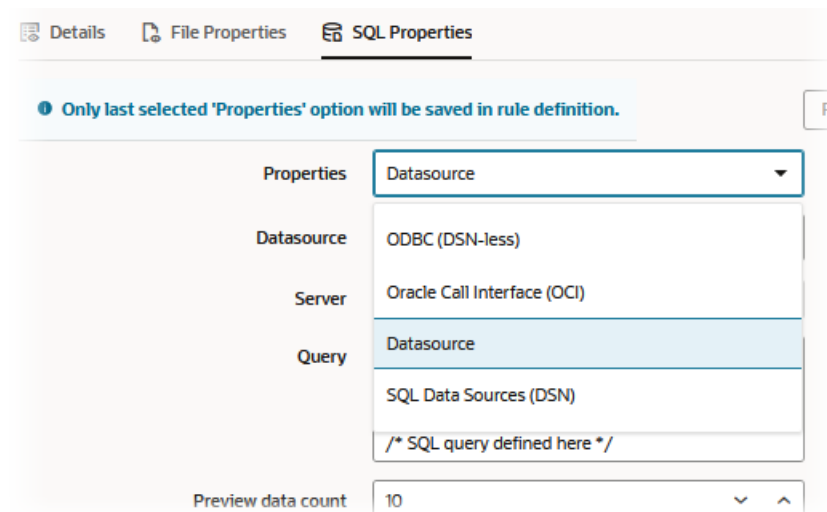 Details File Properties SQL Properties
Only last selected 'Properties' option will be saved in rule definition.
Properties Datasource
Datasource ODBC (DSN-less)
Server Oracle Call Interface (OCI)
Query Datasource
SQL Data Sources (DSN)
/* SQL query defined here */
Preview data count 10